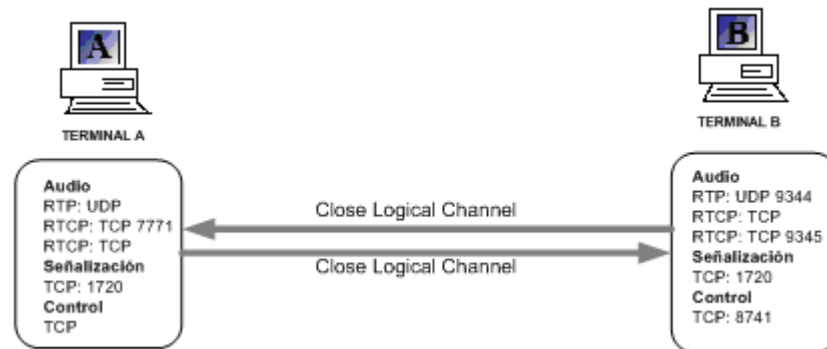 A
TERMINAL A
B
TERMINAL B
Audio
RTP: UDP
RTCP: TCP 7771
RTCP: TCP
Señalización
TCP: 1720
Control
TCP
Close Logical Channel
Close Logical Channel
Audio
RTP: UDP 9344
RTCP: TCP
RTCP: TCP 9345
Señalización
TCP: 1720
Control
TCP: 8741